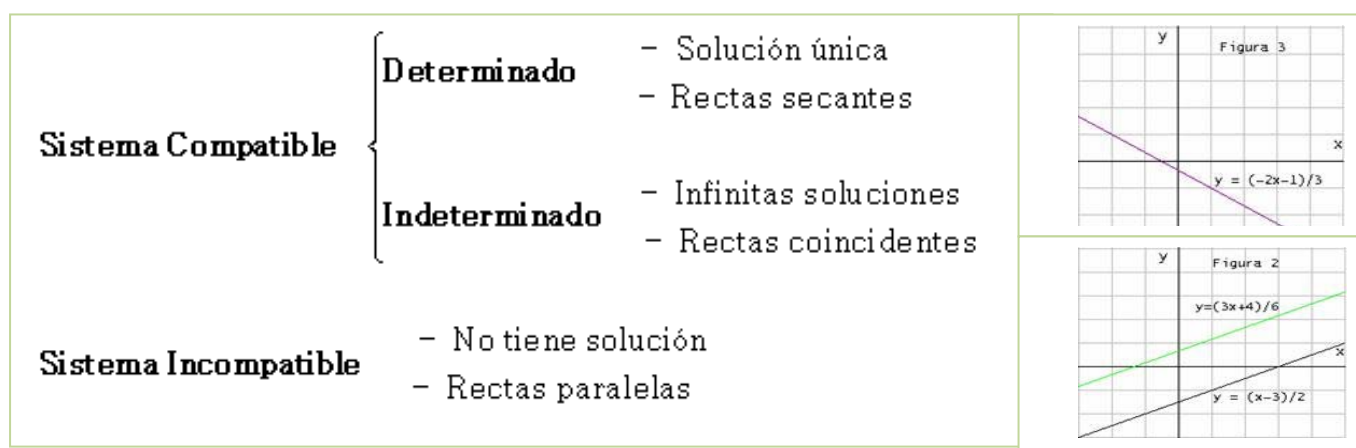 Sistema Compatible
Determinado
- Solución única
- Rectas secantes
Indeterminado
- Infinitas soluciones
- Rectas coincidentes
Sistema Incompatible
- No tiene solución
- Rectas paralelas
y
Figura 3
x
y = (-2x-1)/3
y
Figura 2
y=(3x+4)/6
x
y = (x-3)/2